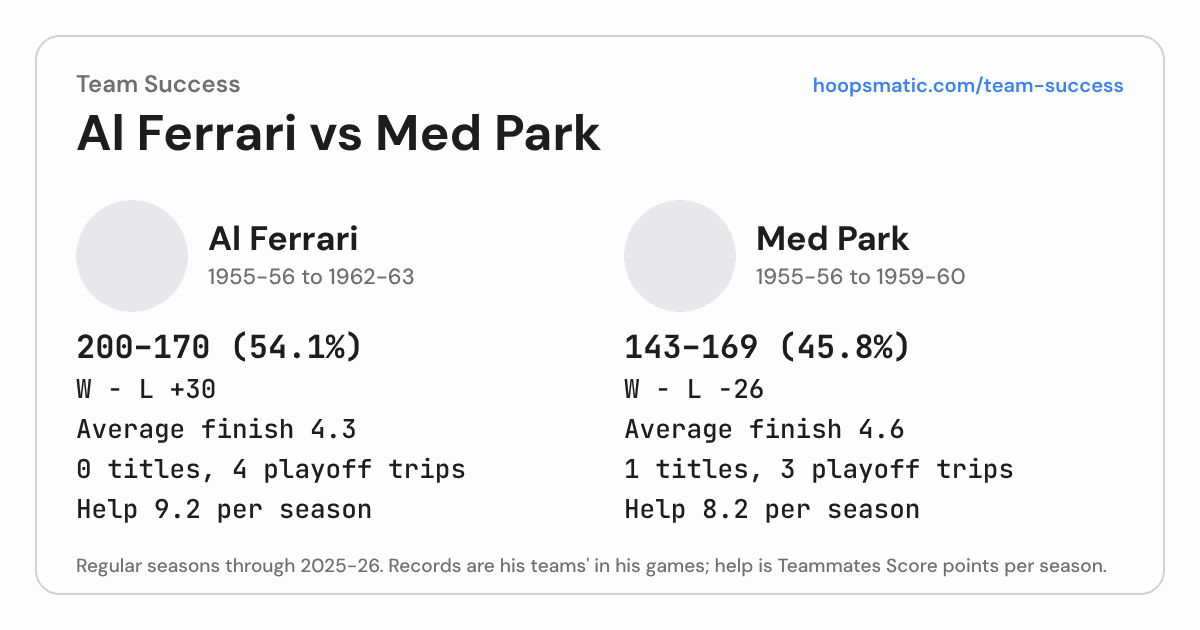 Team Success
hoopsmatic.com/team-success
Al Ferrari vs Med Park
Al Ferrari
1955-56 to 1962-63
200-170 (54.1%)
W - L +30
Average finish 4.3
0 titles, 4 playoff trips
Help 9.2 per season
Med Park
1955-56 to 1959-60
143-169 (45.8%)
W - L -26
Average finish 4.6
1 titles, 3 playoff trips
Help 8.2 per season
Regular seasons through 2025-26. Records are his teams' in his games; help is Teammates Score points per season.